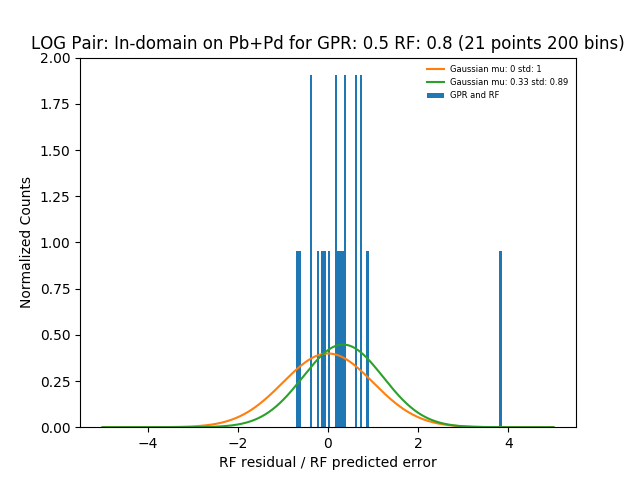 LOG Pair: In-domain on Pb+Pd for GPR: 0.5 RF: 0.8 (21 points 200 bins)
Gaussian mu: 0 std: 1
Gaussian mu: 0.33 std: 0.89
GPR and RF
Normalized Counts
2.00
1.75
1.50
1.25
1.00
0.75
0.50
0.25
0.00
−4
−2
0
2
4
RF residual / RF predicted error